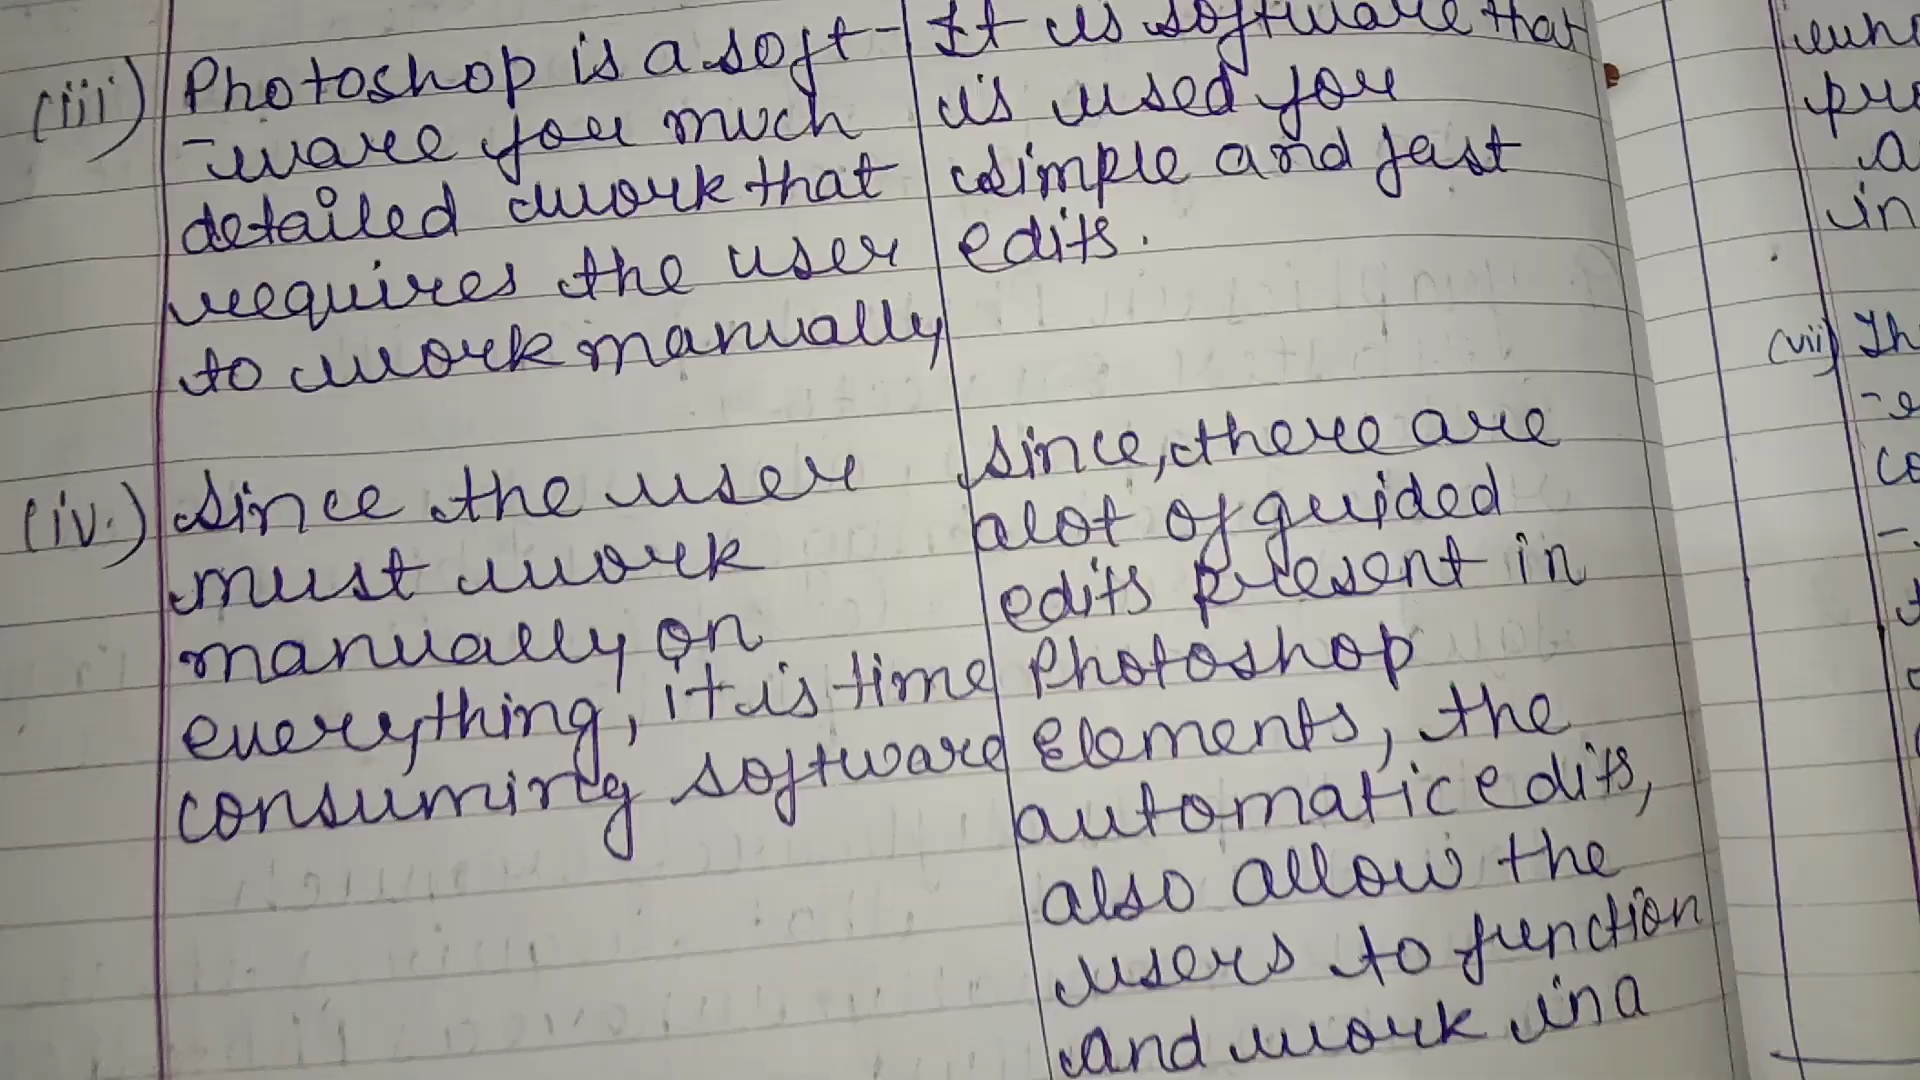 (iii) Photoshop is a soft-
-ware for much
detailed work that
requires the user
to work manually
It is software that
is used for
simple and fast
edits.
(iv.) Since the user
must work
manually on
everything, it is time
consuming software
Since, there are
alot of guided
edits present in
Photoshop
Elements, the
automatic edits,
also allow the
users to function
and work in a
in
(vii) Th